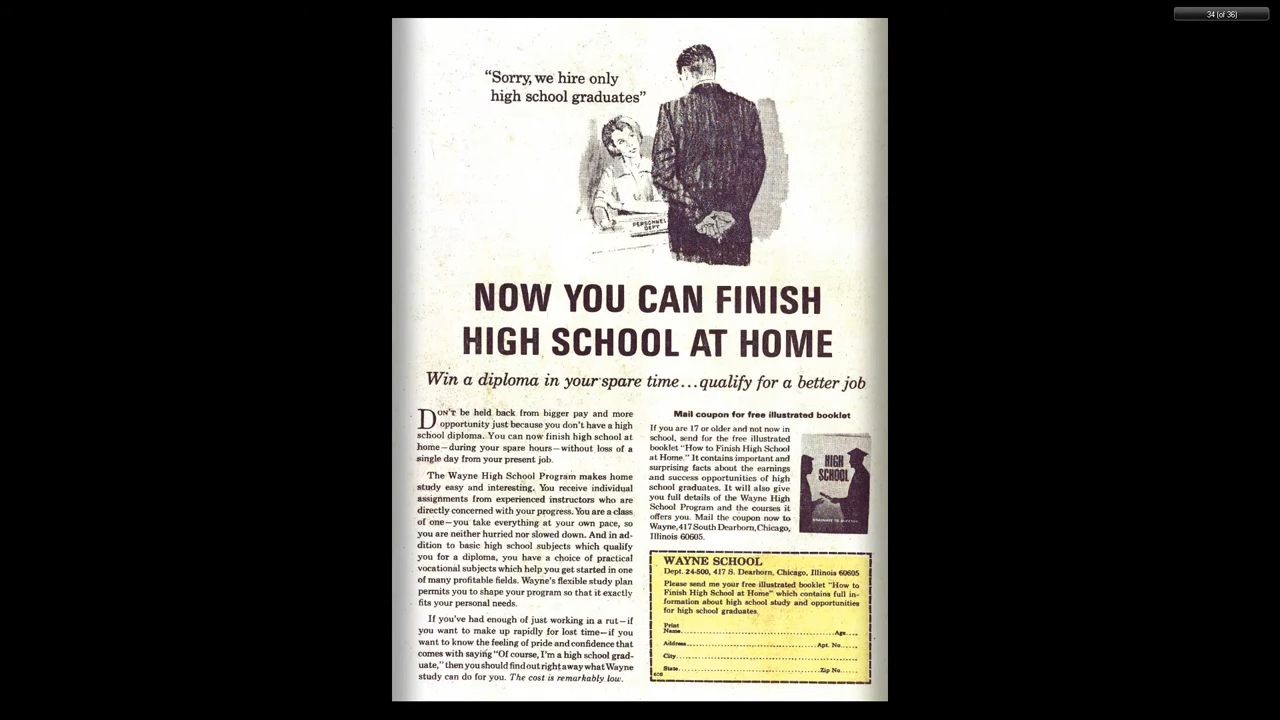 34 (of 36)
“Sorry, we hire only
high school graduates”
PERSONNEL
DEPT
NOW YOU CAN FINISH
HIGH SCHOOL AT HOME
Win a diploma in your spare time...qualify for a better job
DON'T be held back from bigger pay and more
opportunity just because you don't have a high
school diploma. You can now finish high school at
home—during your spare hours—without loss of a
single day from your present job.
The Wayne High School Program makes home
study easy and interesting. You receive individual
assignments from experienced instructors who are
directly concerned with your progress. You are a class
of one—you take everything at your own pace, so
you are neither hurried nor slowed down. And in ad-
dition to basic high school subjects which qualify
you for a diploma, you have a choice of practical
vocational subjects which help you get started in one
of many profitable fields. Wayne's flexible study plan
permits you to shape your program so that it exactly
fits your personal needs.
If you've had enough of just working in a rut—if
you want to make up rapidly for lost time—if you
want to know the feeling of pride and confidence that
comes with saying “Of course, I'm a high school grad-
uate,” then you should find out right away what Wayne
study can do for you. The cost is remarkably low.
Mail coupon for free illustrated booklet
If you are 17 or older and not now in
school, send for the free illustrated
booklet “How to Finish High School
at Home.” It contains important and
surprising facts about the earnings
and success opportunities of high
school graduates. It will also give
you full details of the Wayne High
School Program and the courses it
offers you. Mail the coupon now to
Wayne, 417 South Dearborn, Chicago,
Illinois 60605.
HIGH
SCHOOL
WAYNE SCHOOL
Dept. 24-500, 417 S. Dearborn, Chicago, Illinois 60605
Please send me your free illustrated booklet “How to
Finish High School at Home” which contains full in-
formation about high school study and opportunities
for high school graduates.
Print
Name Age
Address Apt. No.
City
State Zip No.